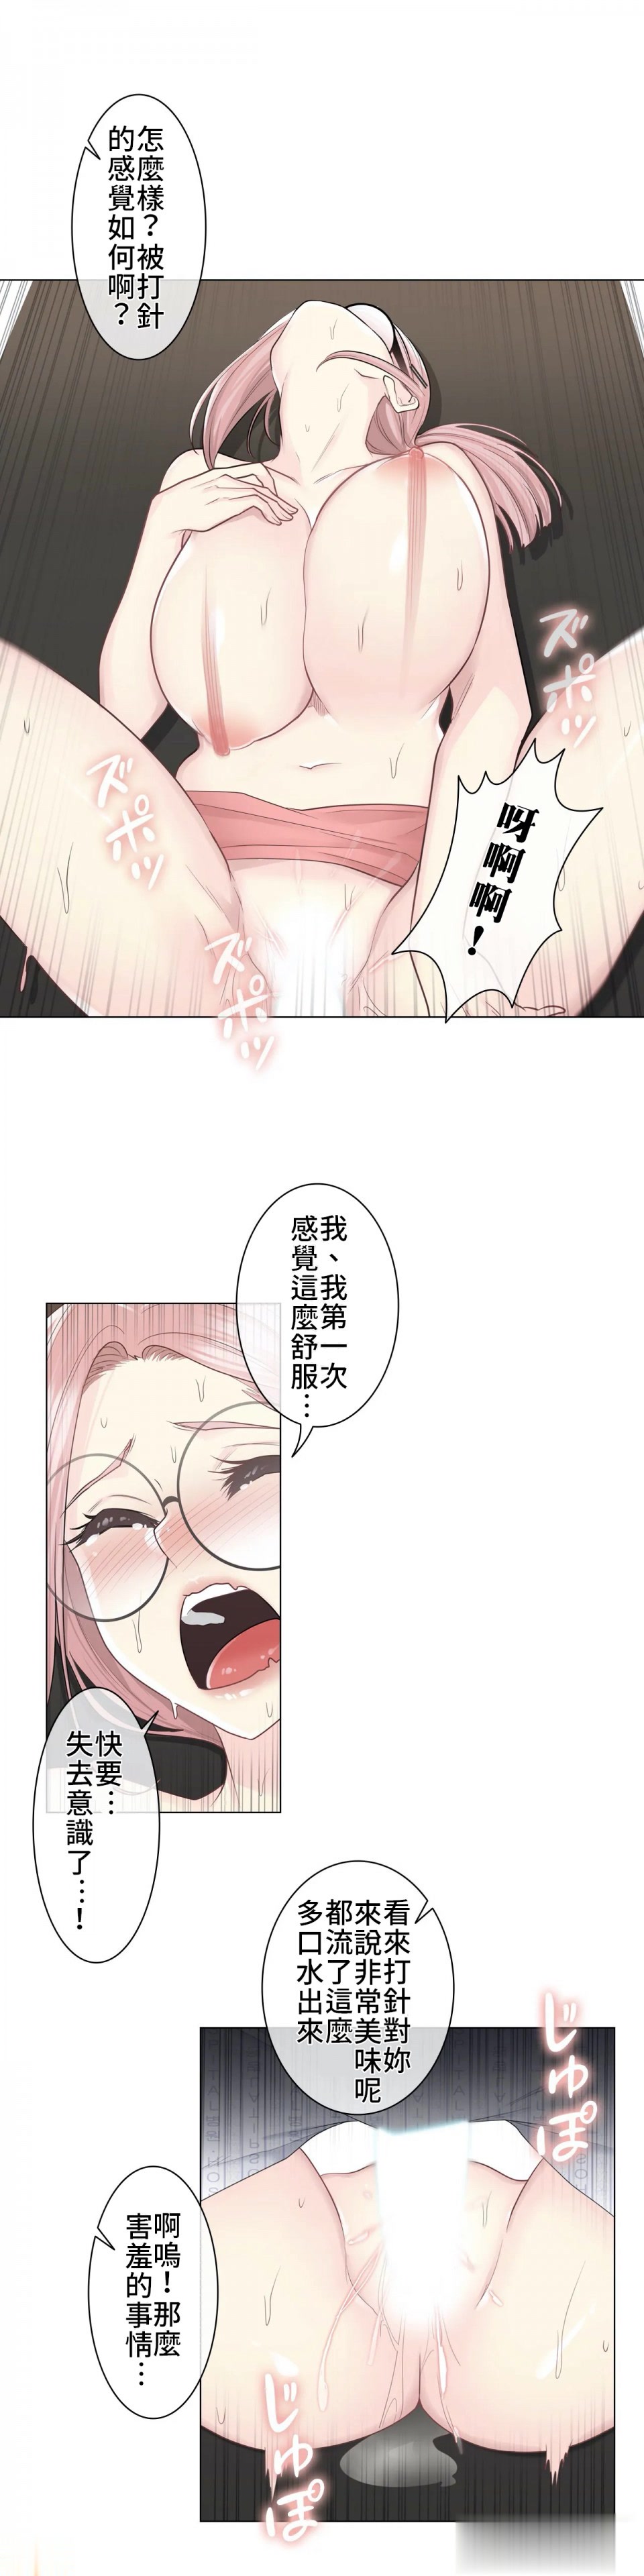 怎麼樣？被打針
的感覺如何啊？
ズポッ
ズポッ
呀啊啊！
ズポッ
我、我第一次
感覺這麼舒服…
快要…
失去意識了…！
看來打針對妳
來說非常美味呢
都流了這麼
多口水出來
じゅぽ
啊嗚！那麼
害羞的事情…
じゅぽ